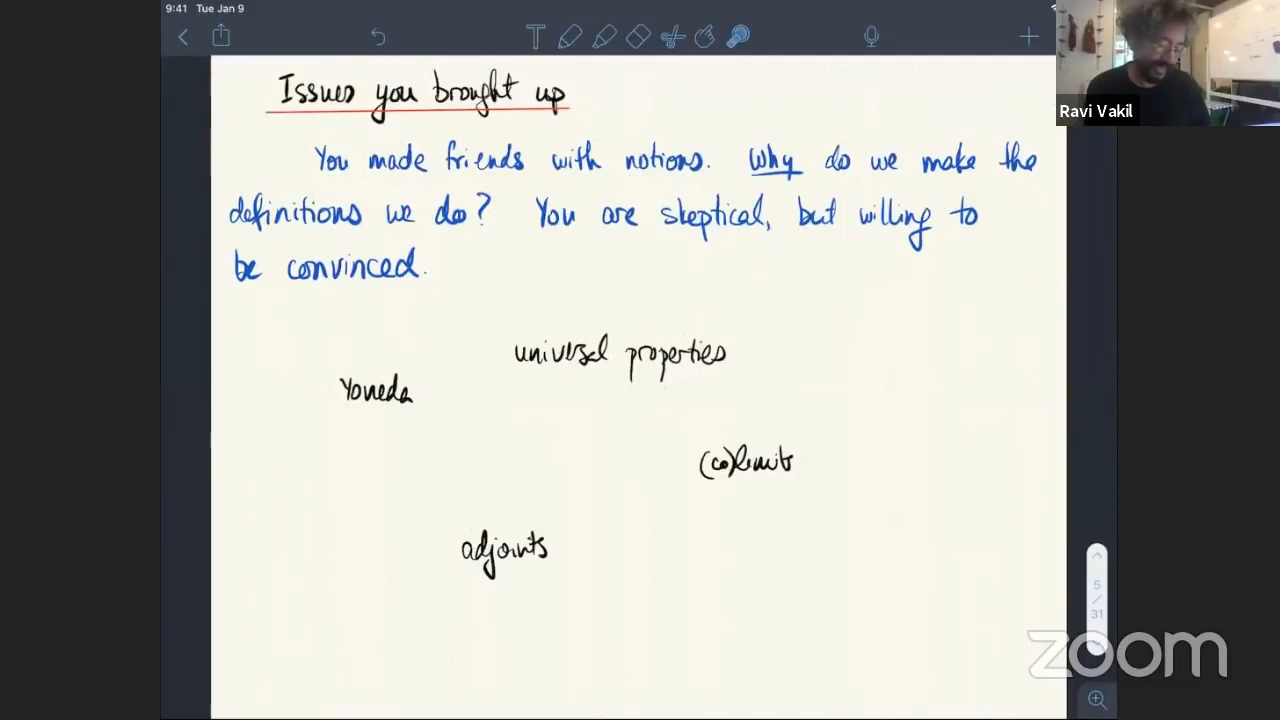 9:41 Tue Jan 9
Issues you brought up
Ravi Vakil
You made friends with notions. Why do we make the
definitions we do? You are skeptical, but willing to
be convinced.
universal properties
Yoneda
(co)limits
adjoints
5
/
31
zoom